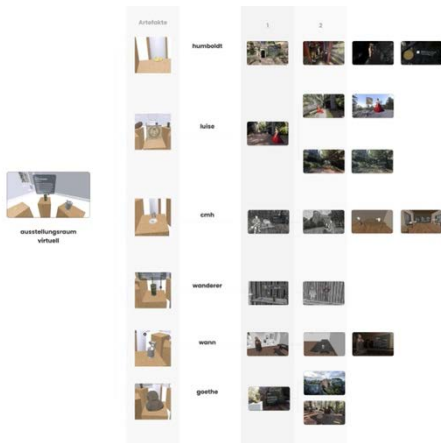 Artefakte
1
2
humboldt
luise
cmh
wanderer
wann
goethe
ausstellungsraum
virtuell